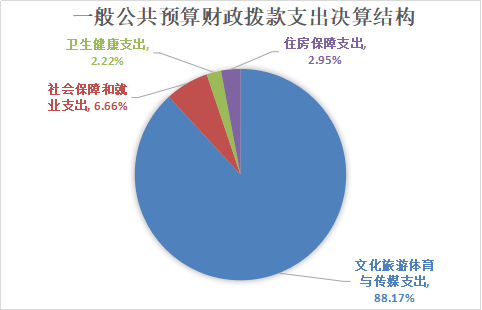 一般公共预算财政拨款支出决算结构
卫生健康支出,
2.22%
住房保障支出,
2.95%
社会保障和就
业支出, 6.66%
文化旅游体育
与传媒支出,
88.17%